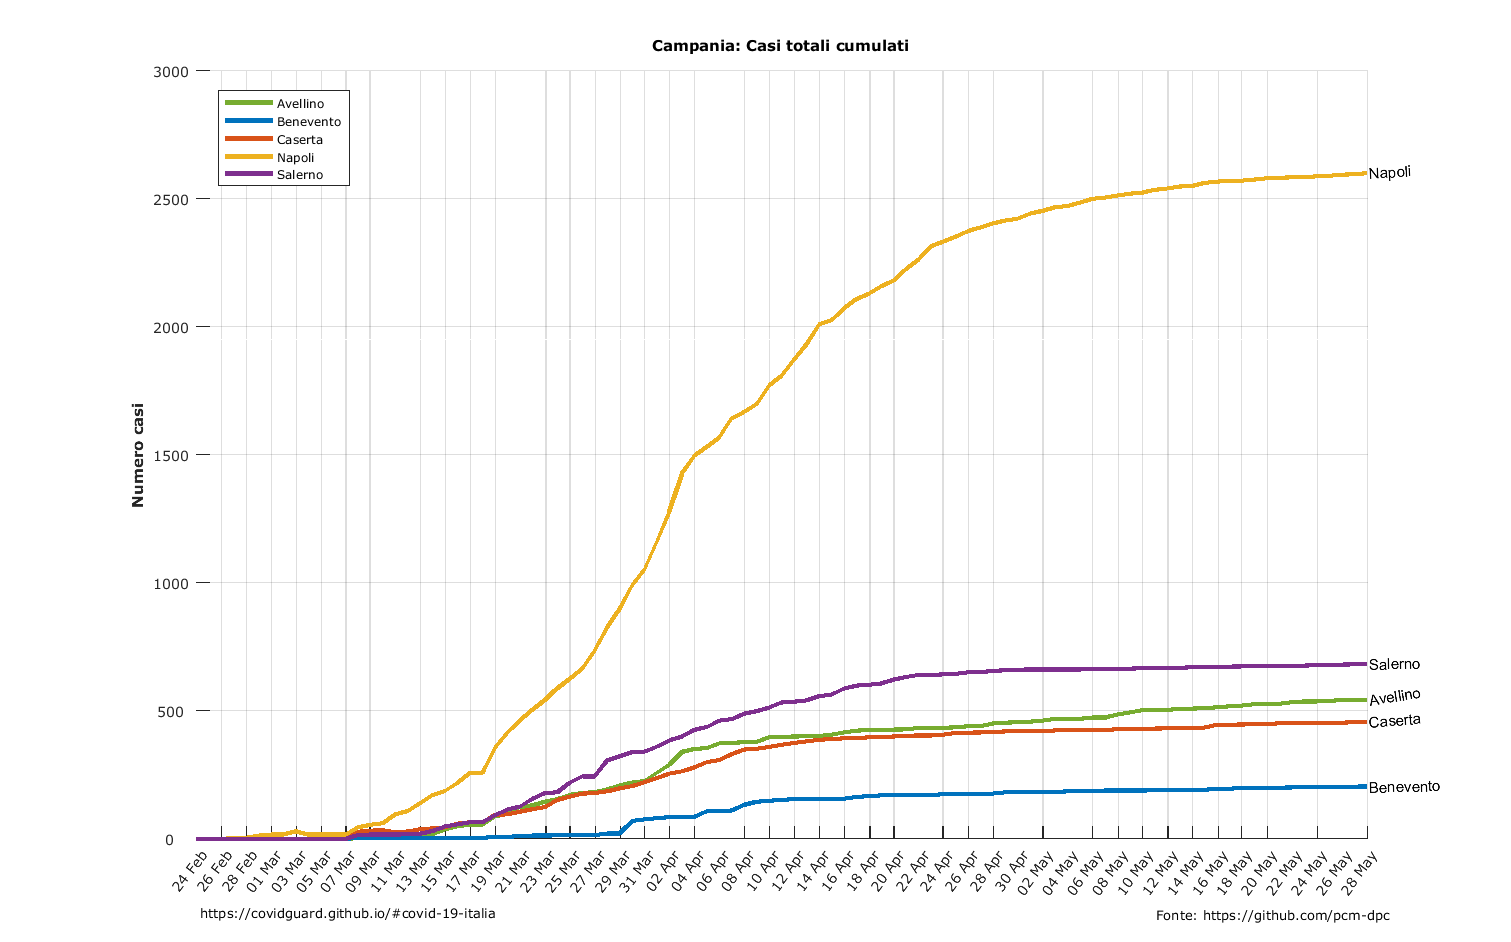 Campania: Casi totali cumulati
3000
2500
2000
1500
1000
500
0
Numero casi
Avellino
Benevento
Caserta
Napoli
Salerno
Napoli
Salerno
Avellino
Caserta
Benevento
24 Feb
26 Feb
28 Feb
01 Mar
03 Mar
05 Mar
07 Mar
09 Mar
11 Mar
13 Mar
15 Mar
17 Mar
19 Mar
21 Mar
23 Mar
25 Mar
27 Mar
29 Mar
31 Mar
02 Apr
04 Apr
06 Apr
08 Apr
10 Apr
12 Apr
14 Apr
16 Apr
18 Apr
20 Apr
22 Apr
24 Apr
26 Apr
28 Apr
30 Apr
02 May
04 May
06 May
08 May
10 May
12 May
14 May
16 May
18 May
20 May
22 May
24 May
26 May
28 May
https://covidguard.github.io/#covid-19-italia
Fonte: https://github.com/pcm-dpc